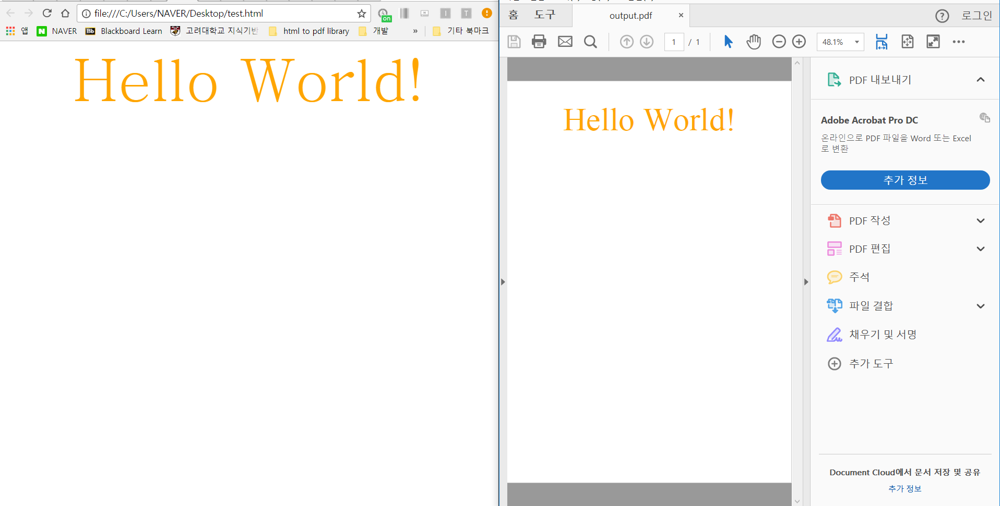 file:///C:/Users/NAVER/Desktop/test.html
on
I
T
앱
NAVER
Bb
Blackboard Learn
고려대학교 지식기반
html to pdf library
개발
»
기타 북마크
Hello World!
홈
도구
output.pdf
로그인
1 / 1
48.1%
Hello World!
PDF 내보내기
Adobe Acrobat Pro DC
온라인으로 PDF 파일을 Word 또는 Excel
로 변환
추가 정보
PDF 작성
PDF 편집
주석
파일 결합
채우기 및 서명
추가 도구
Document Cloud에서 문서 저장 및 공유
추가 정보